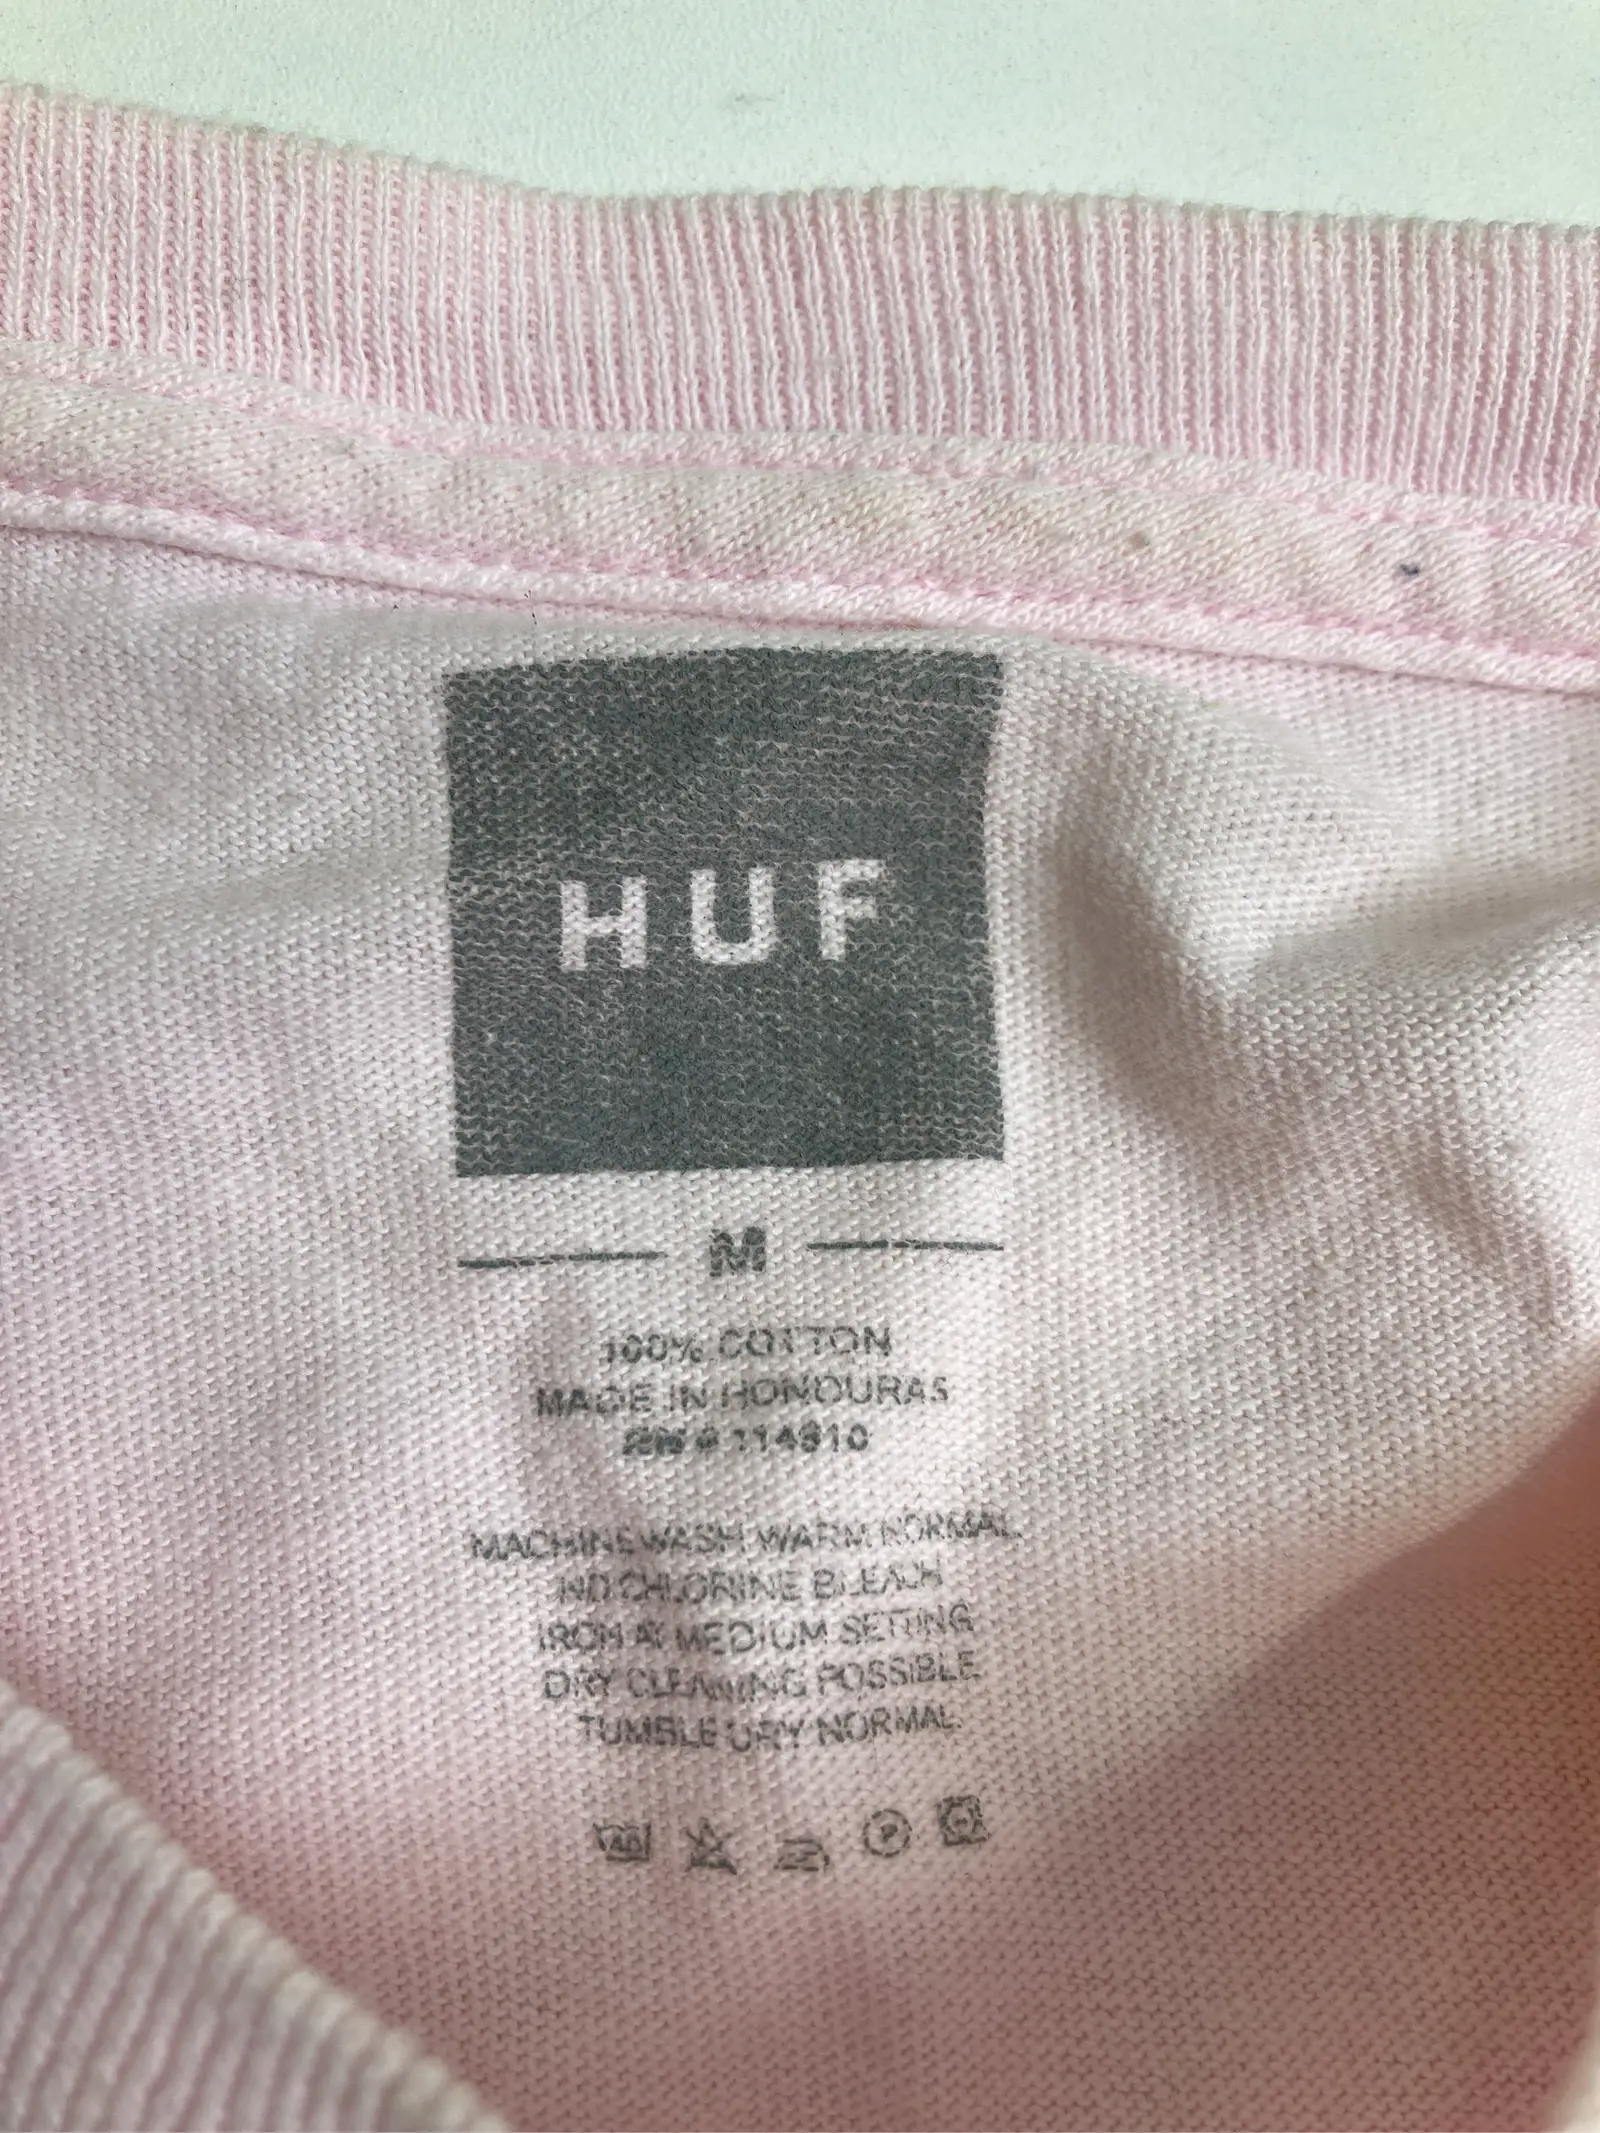 HUF
M
100% COTTON
MADE IN HONDURAS
RN # 114910
MACHINE WASH WARM NORMAL
NO CHLORINE BLEACH
IRON AT MEDIUM SETTING
DRY CLEANING POSSIBLE
TUMBLE DRY NORMAL
P